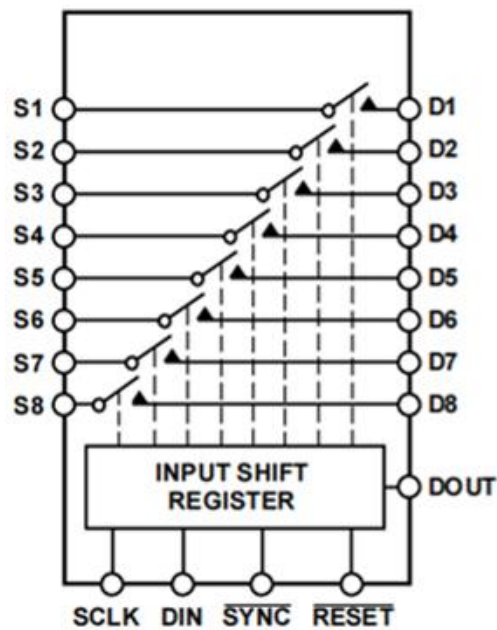 S1 D1
S2 D2
S3 D3
S4 D4
S5 D5
S6 D6
S7 D7
S8 D8
INPUT SHIFT
REGISTER
DOUT
SCLK DIN SYNC RESET